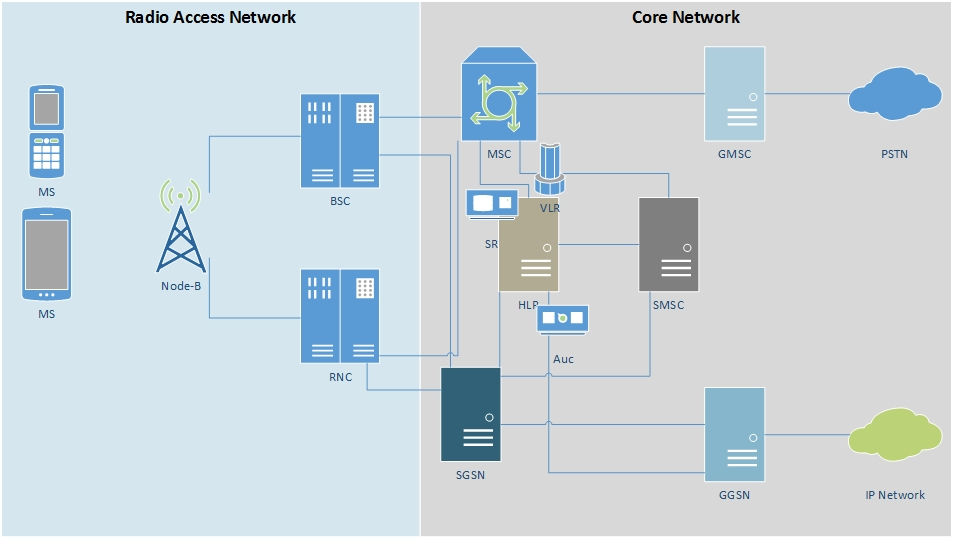 Radio Access Network
Core Network
MS
MS
Node-B
BSC
RNC
MSC
VLR
SR
HLR
Auc
SMSC
SGSN
GMSC
GGSN
PSTN
IP Network